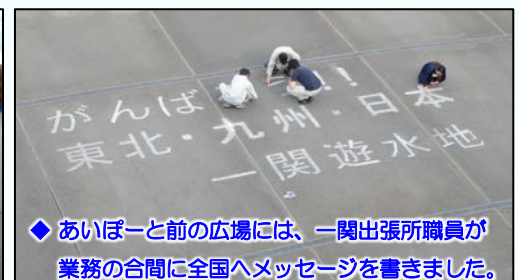 がんば !!
東北・九州・日本
一関遊水地
◆ あいぽーと前の広場には、一関出張所職員が
業務の合間に全国へメッセージを書きました。